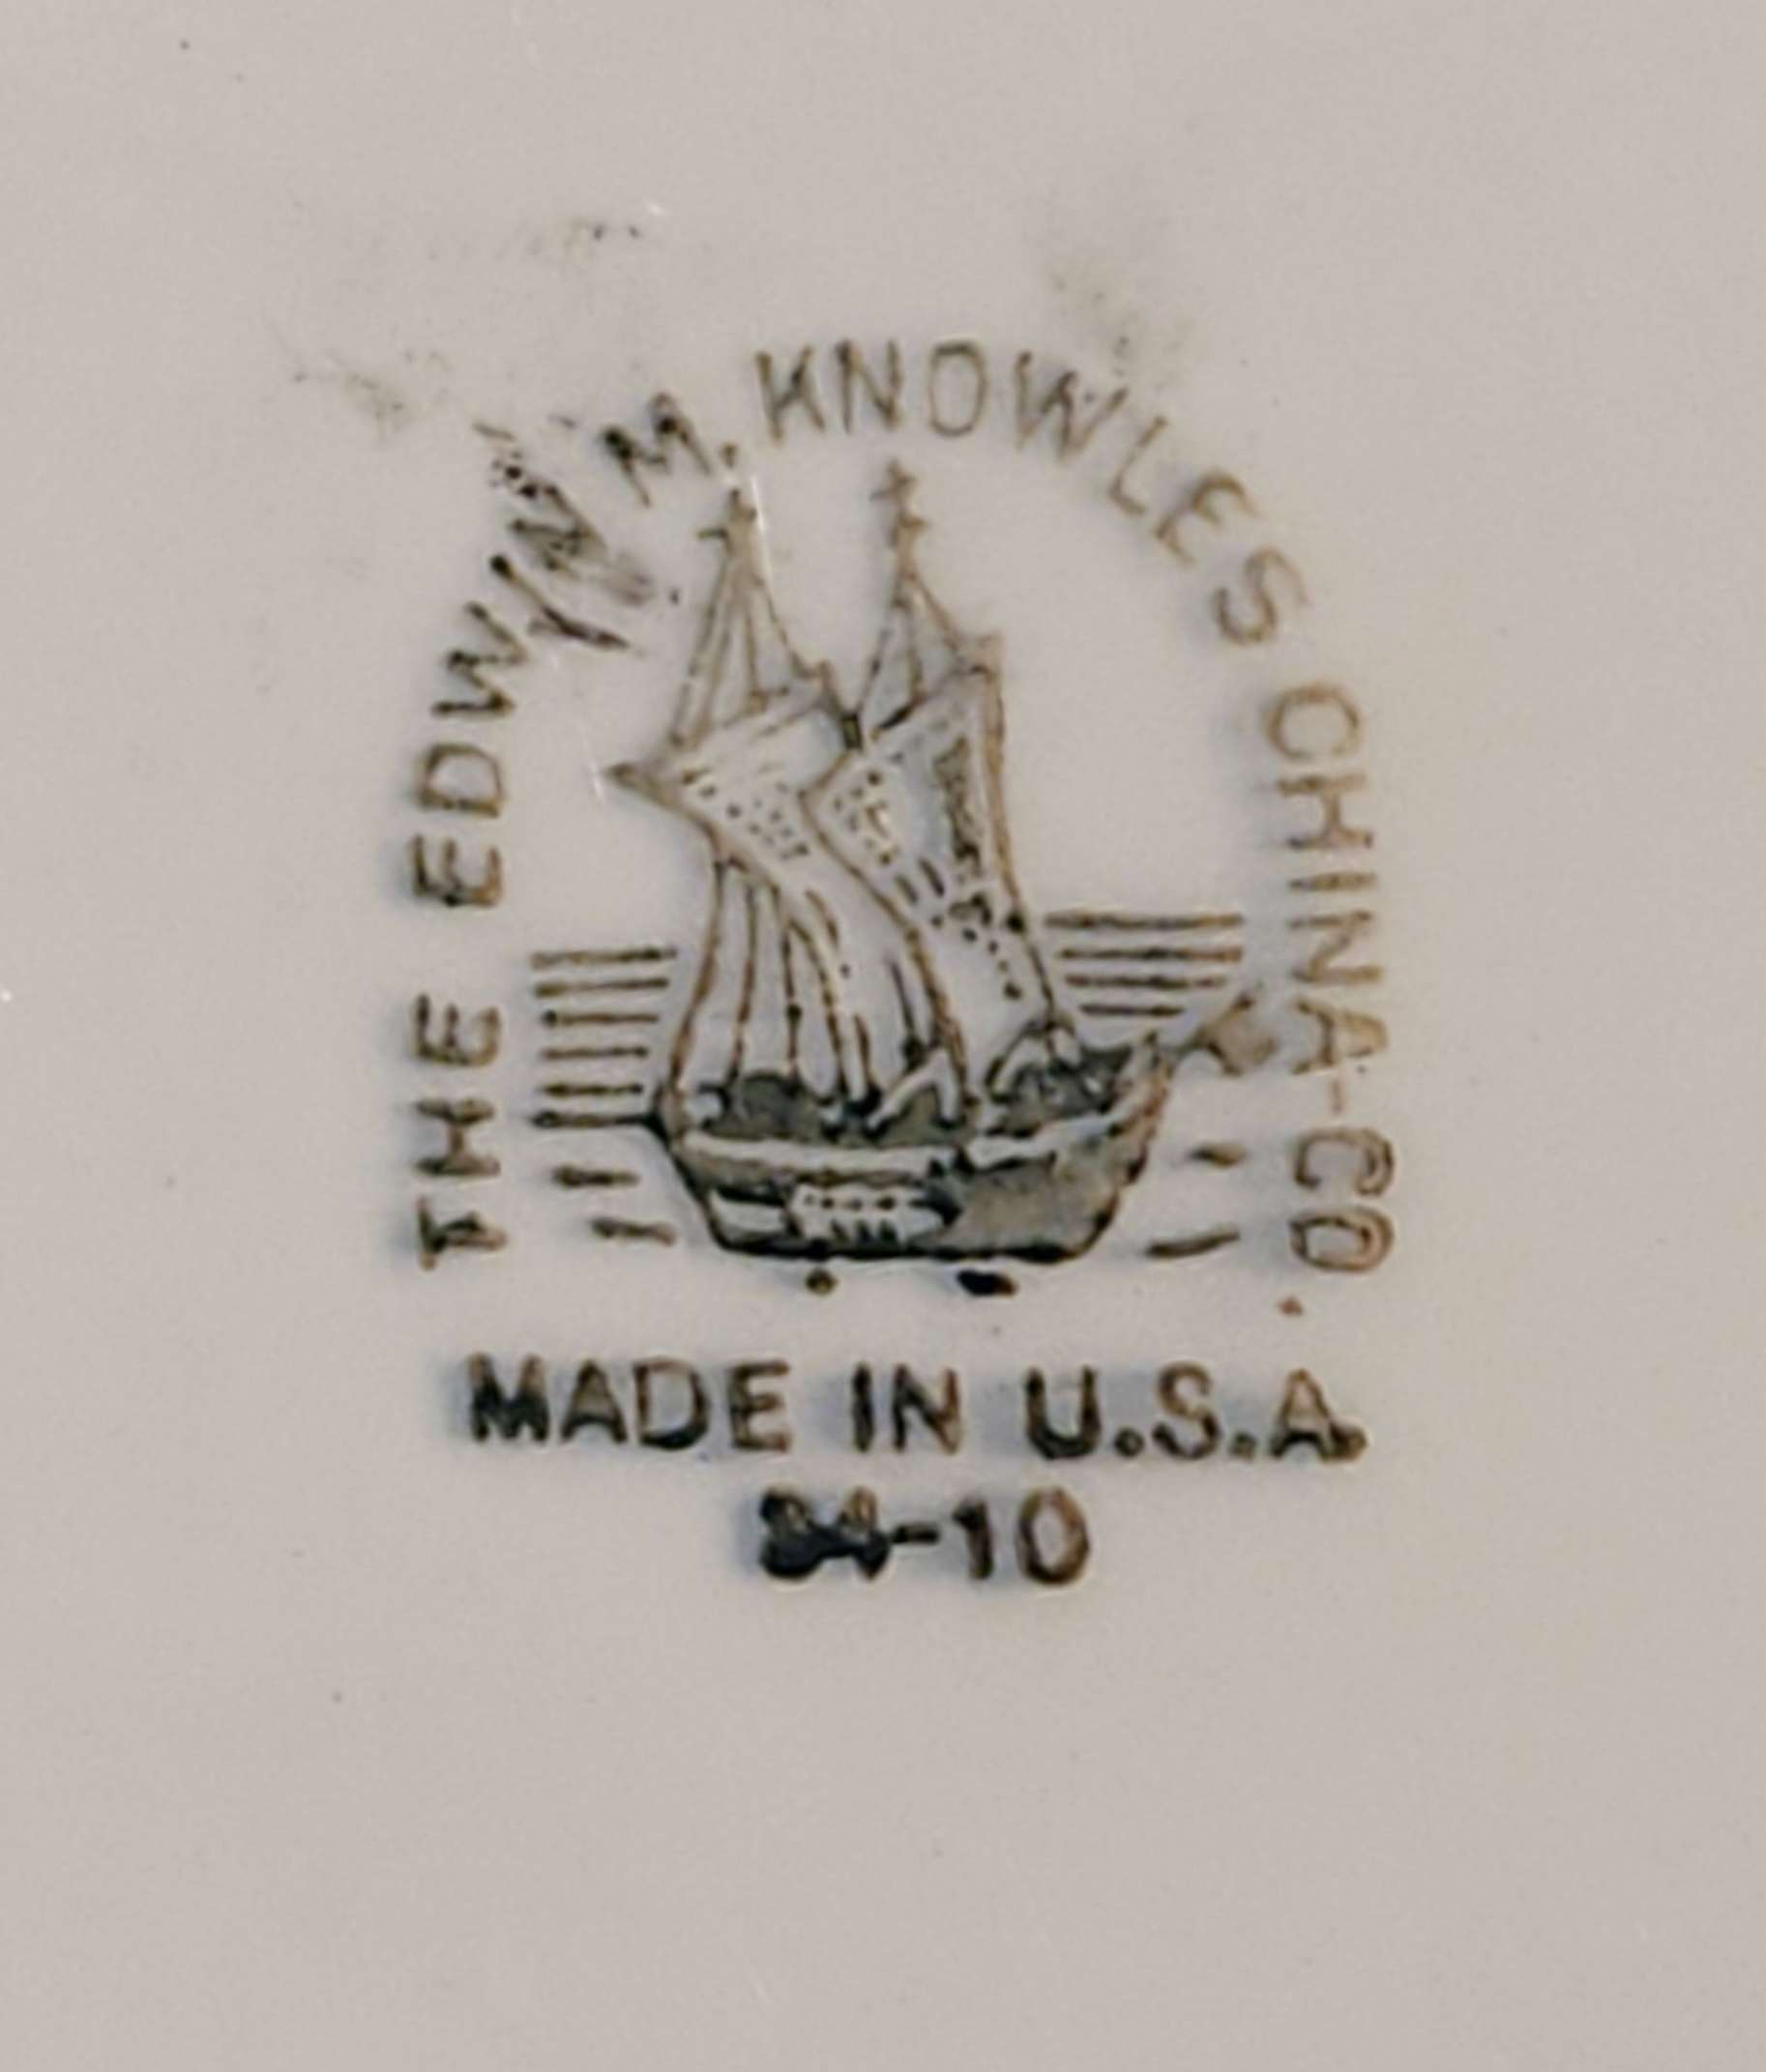 THE EDWIN M. KNOWLES CHINA-CO.
MADE IN U.S.A.
34-10